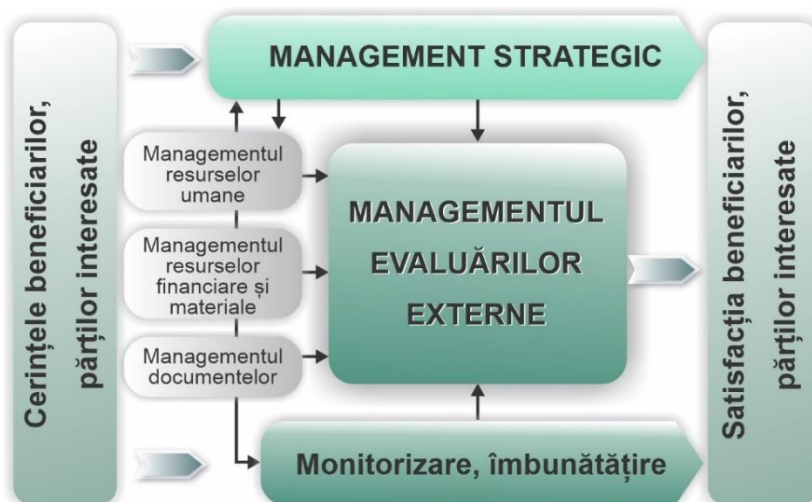 Cerințele beneficiarilor,
părților interesate
MANAGEMENT STRATEGIC
Managementul
resurselor
umane
Managementul
resurselor
financiare și
materiale
Managementul
documentelor
MANAGEMENTUL
EVALUĂRILOR
EXTERNE
Monitorizare, îmbunătățire
Satisfacția beneficiarilor,
părților interesate